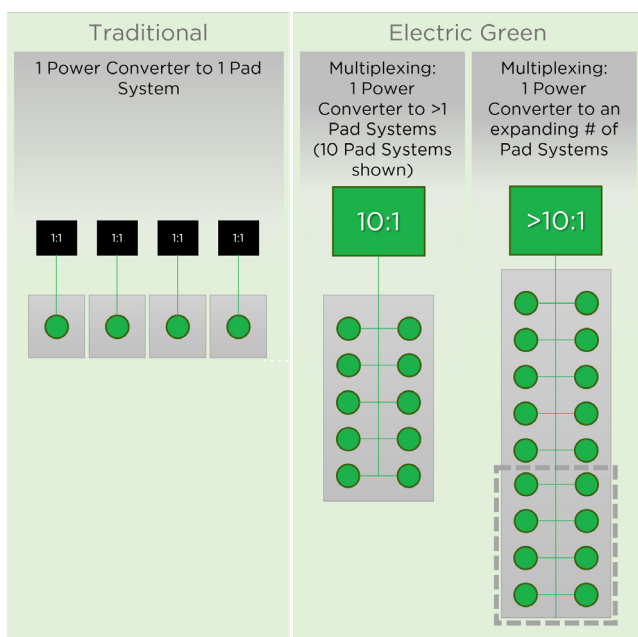 Traditional
1 Power Converter to 1 Pad
System
1:1
1:1
1:1
1:1
Electric Green
Multiplexing:
1 Power
Converter to >1
Pad Systems
(10 Pad Systems
shown)
10:1
Multiplexing:
1 Power
Converter to an
expanding # of
Pad Systems
>10:1